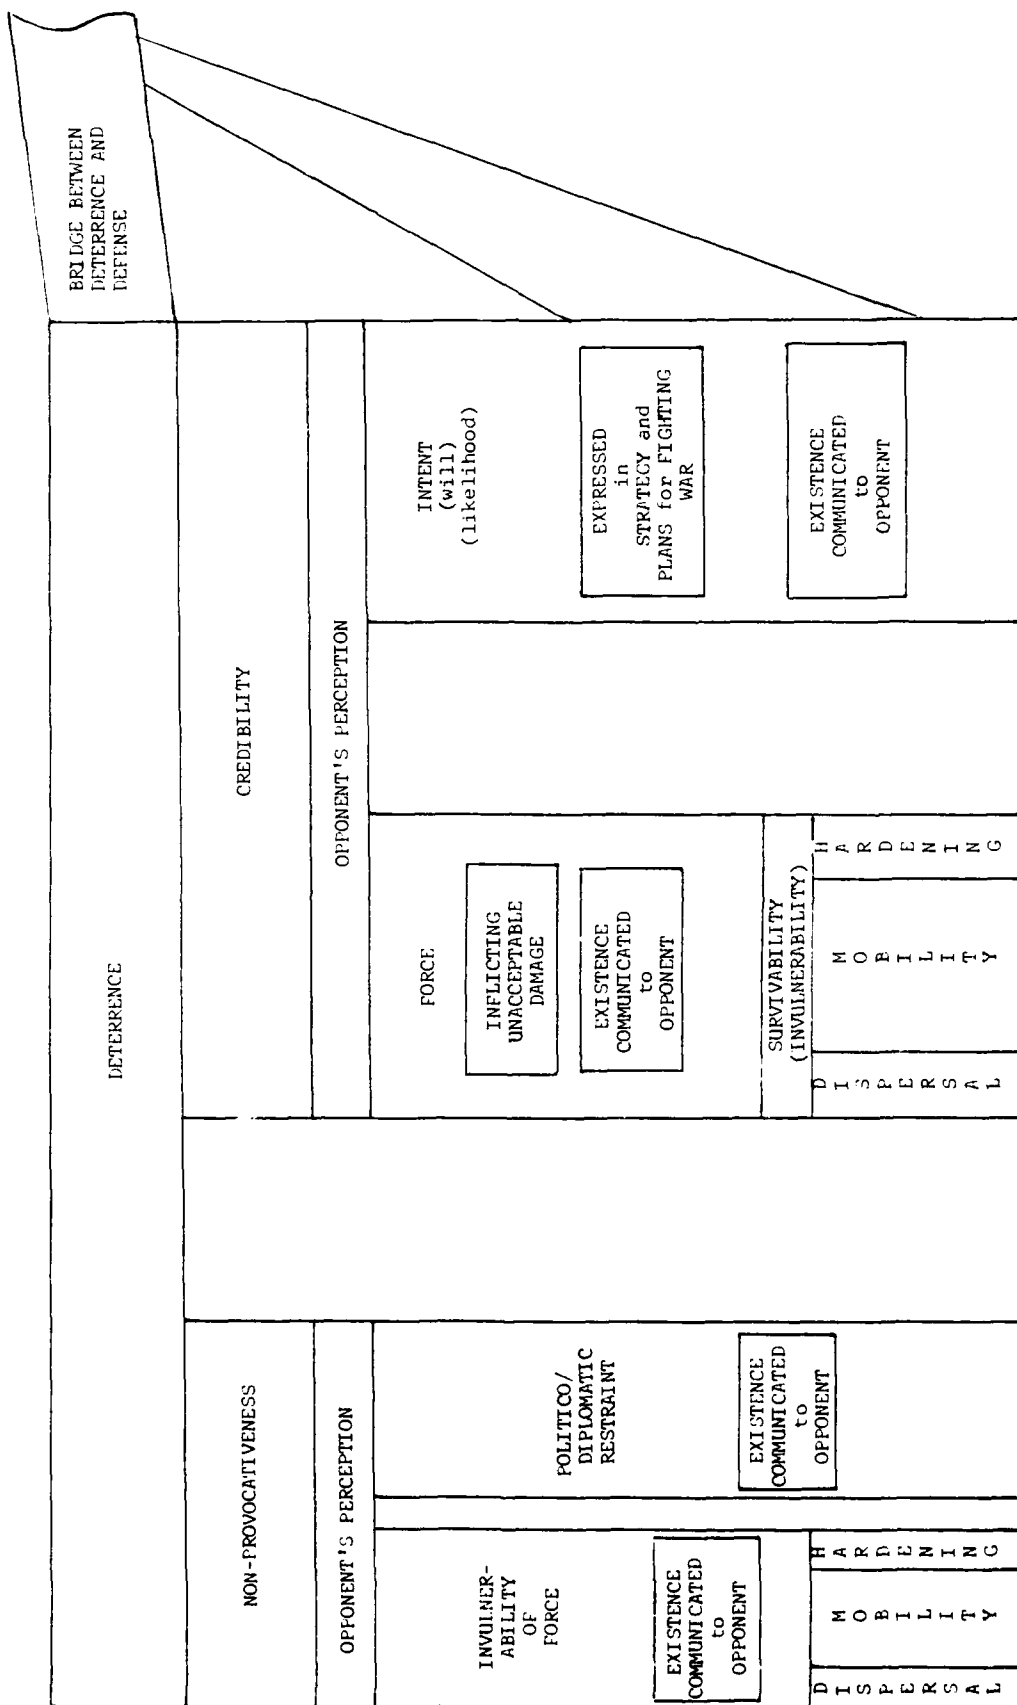 BRIDGE BETWEEN
DETERRENCE AND
DEFENSE
DETERRENCE
NON-PROVOCATIVENESS
CREDIBILITY
OPPONENT'S PERCEPTION
OPPONENT'S PERCEPTION
INVULNER-
ABILITY
OF
FORCE
EXISTENCE
COMMUNICATED
to
OPPONENT
DISPERSAL
MOBILITY
HARDENING
POLITICO/
DIPLOMATIC
RESTRAINT
EXISTENCE
COMMUNICATED
to
OPPONENT
FORCE
INFLICTING
UNACCEPTABLE
DAMAGE
EXISTENCE
COMMUNICATED
to
OPPONENT
SURVIVABILITY
(INVULNERABILITY)
DISPERSAL
MOBILITY
HARDENING
INTENT
(will)
(likelihood)
EXPRESSED
in
STRATEGY and
PLANS for FIGHTING
WAR
EXISTENCE
COMMUNICATED
to
OPPONENT